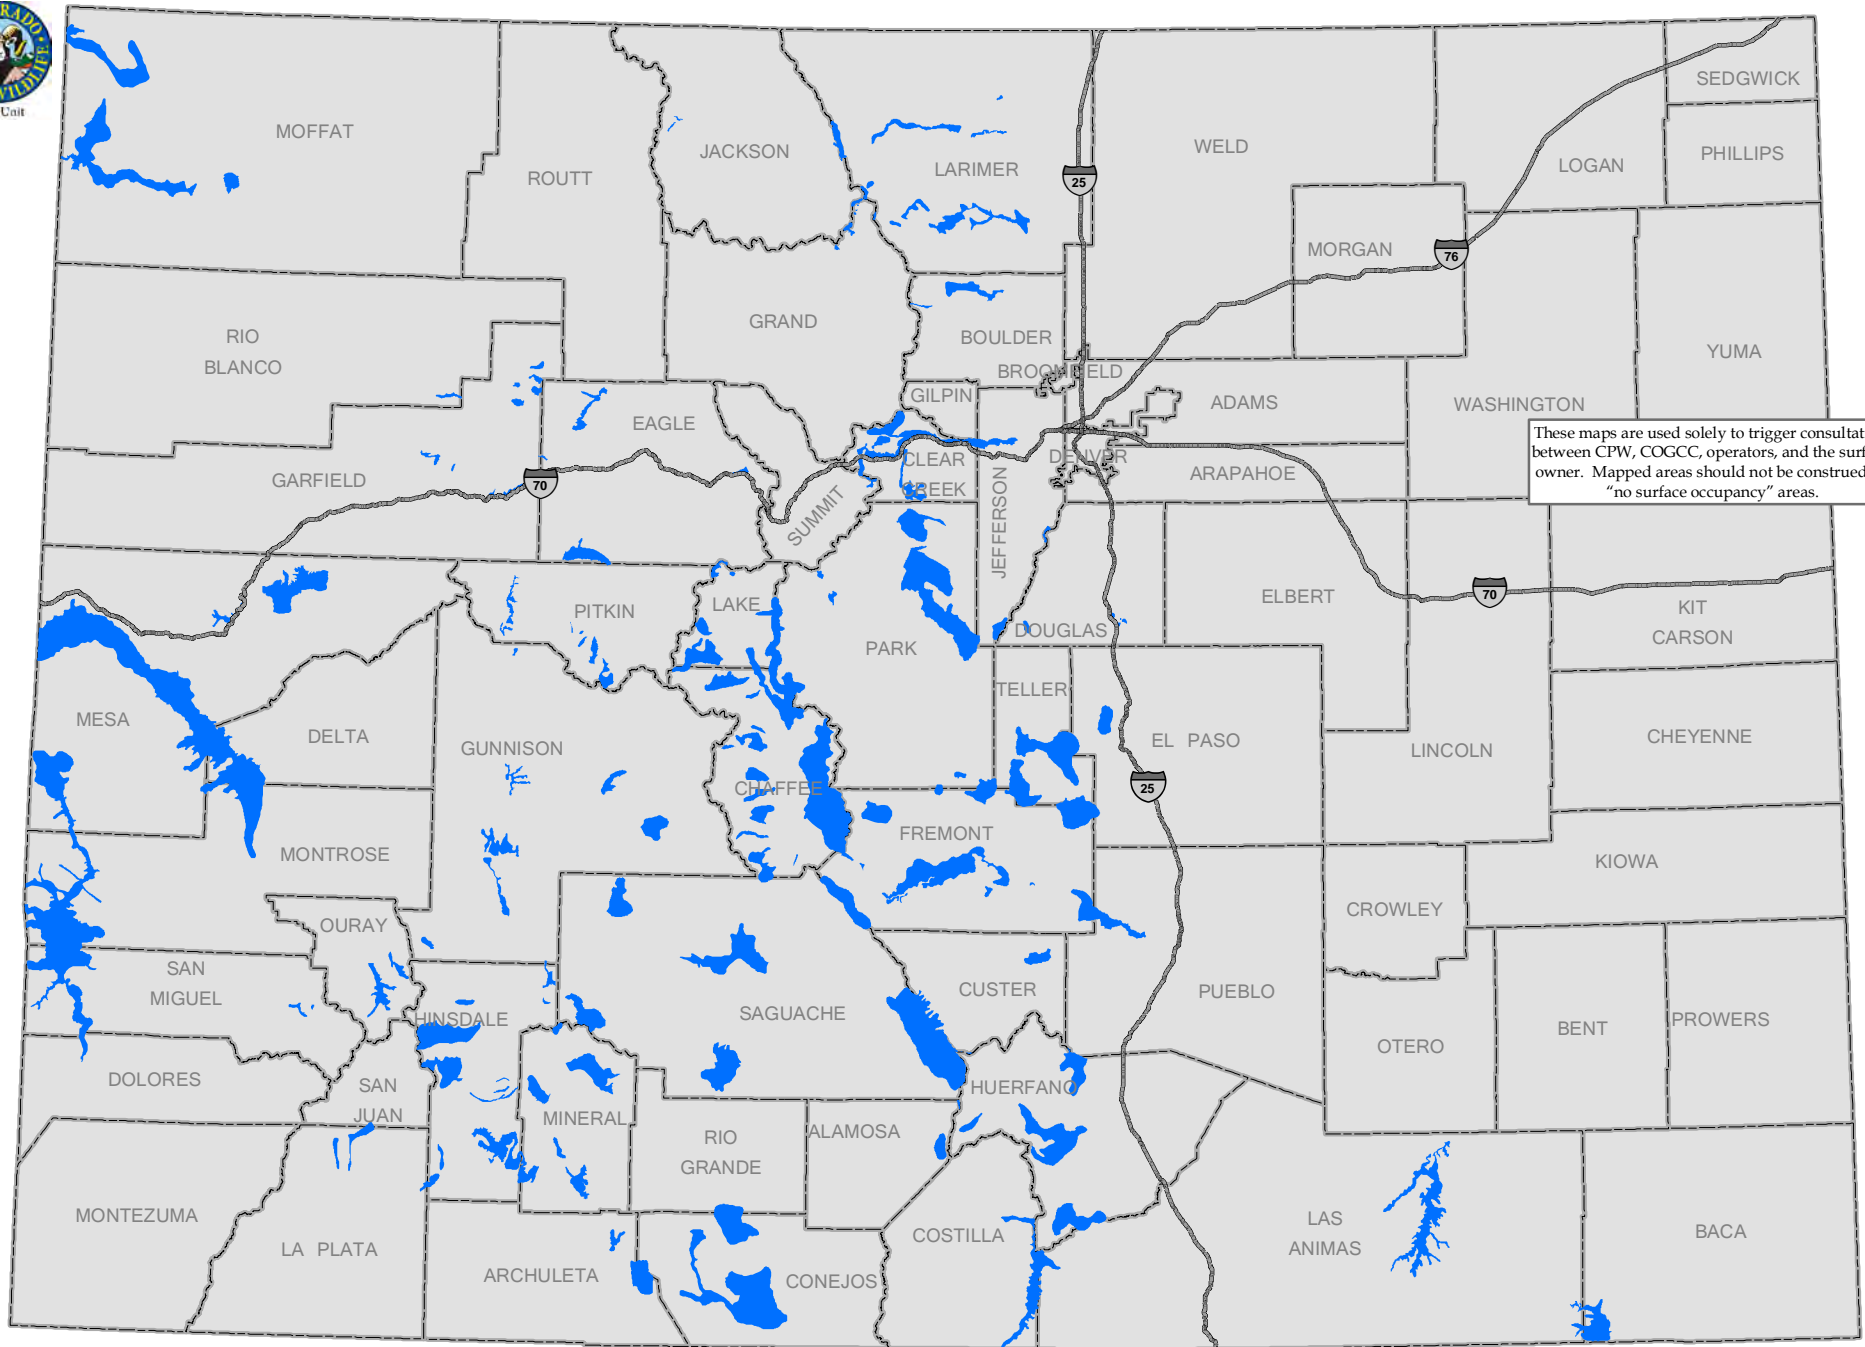 RADO
WILDLIFE
Unit
MOFFAT
ROUTT
JACKSON
LARIMER
WELD
SEDGWICK
LOGAN
PHILLIPS
25
MORGAN
76
RIO
BLANCO
GRAND
BOULDER
BROOMFIELD
YUMA
GILPIN
ADAMS
WASHINGTON
EAGLE
These maps are used solely to trigger consultat
between CPW, COGCC, operators, and the surf
owner. Mapped areas should not be construed
"no surface occupancy" areas.
GARFIELD
70
CLEAR
CREEK
DENVER
ARAPAHOE
SUMMIT
JEFFERSON
ELBERT
70
KIT
CARSON
PITKIN
LAKE
PARK
DOUGLAS
TELLER
MESA
DELTA
GUNNISON
EL PASO
LINCOLN
CHEYENNE
CHAFFEE
25
MONTROSE
FREMONT
KIOWA
OURAY
CROWLEY
SAN
MIGUEL
SAGUACHE
CUSTER
PUEBLO
HINSDALE
OTERO
BENT
PROWERS
DOLORES
SAN
JUAN
MINERAL
HUERFANO
RIO
GRANDE
ALAMOSA
MONTEZUMA
LA PLATA
ARCHULETA
CONEJOS
COSTILLA
LAS
ANIMAS
BACA